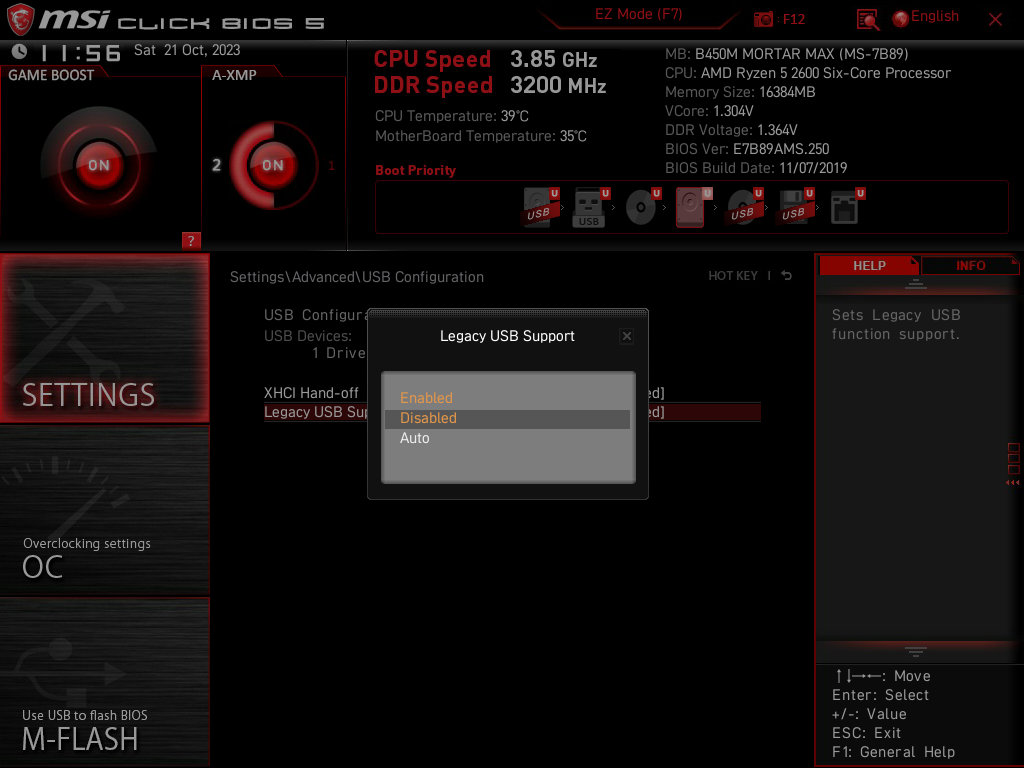 msi CLICK BIOS 5
EZ Mode (F7)
: F12
English
11:56 Sat 21 Oct, 2023
GAME BOOST
ON
A-XMP
2
ON
1
?
CPU Speed 3.85 GHz
DDR Speed 3200 MHz
CPU Temperature: 39°C
MotherBoard Temperature: 35°C
MB: B450M MORTAR MAX (MS-7B89)
CPU: AMD Ryzen 5 2600 Six-Core Processor
Memory Size: 16384MB
VCore: 1.304V
DDR Voltage: 1.364V
BIOS Ver: E7B89AMS.250
BIOS Build Date: 11/07/2019
Boot Priority
U U U U U U U
USB USB USB USB
SETTINGS
Overclocking settings
OC
Use USB to flash BIOS
M-FLASH
Settings\Advanced\USB Configuration
HOT KEY |
USB Configura
USB Devices:
1 Drive
XHCI Hand-off ed]
Legacy USB Sup ed]
Legacy USB Support
Enabled
Disabled
Auto
HELP
INFO
Sets Legacy USB
function support.
↑↓→←: Move
Enter: Select
+/-: Value
ESC: Exit
F1: General Help